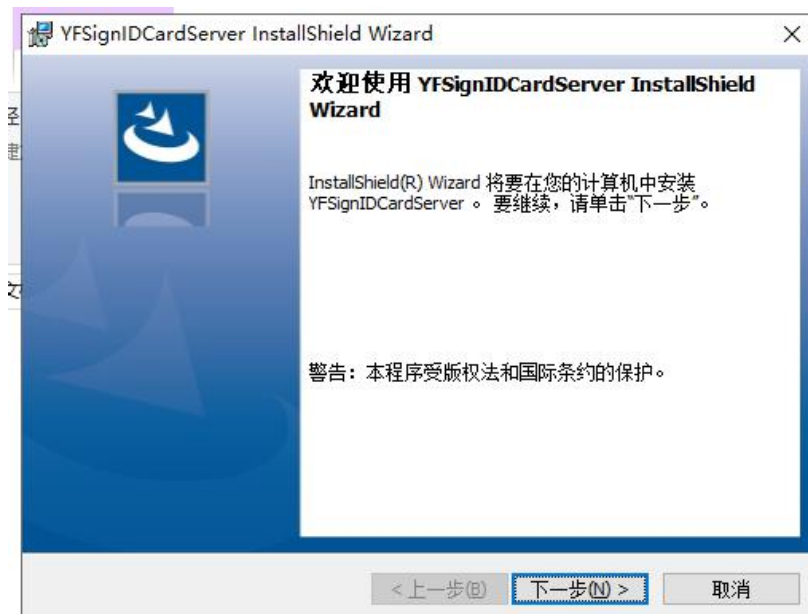 YFSignIDCardServer InstallShield Wizard
欢迎使用 YFSignIDCardServer InstallShield
Wizard
InstallShield(R) Wizard 将要在您的计算机中安装
YFSignIDCardServer 。 要继续，请单击“下一步”。
警告：本程序受版权法和国际条约的保护。
<上一步(B)
下一步(N) >
取消